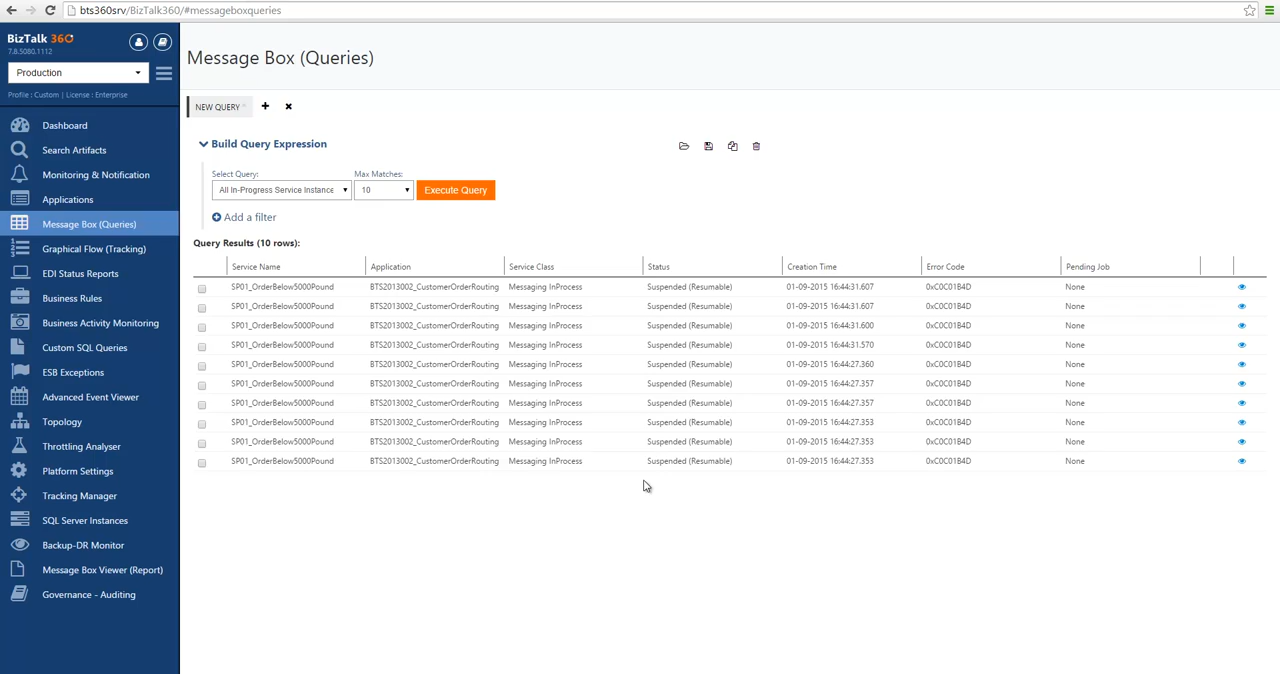 bts360srv/BizTalk360/#messageboxqueries
BizTalk 360
7.8.5080.1112
Production
Profile : Custom | License : Enterprise
Dashboard
Search Artifacts
Monitoring & Notification
Applications
Message Box (Queries)
Graphical Flow (Tracking)
EDI Status Reports
Business Rules
Business Activity Monitoring
Custom SQL Queries
ESB Exceptions
Advanced Event Viewer
Topology
Throttling Analyser
Platform Settings
Tracking Manager
SQL Server Instances
Backup-DR Monitor
Message Box Viewer (Report)
Governance - Auditing
Message Box (Queries)
NEW QUERY*
Build Query Expression
Select Query: Max Matches:
All In-Progress Service Instance 10 Execute Query
Add a filter
Query Results (10 rows):
Service Name Application Service Class Status Creation Time Error Code Pending Job
SP01_OrderBelow5000Pound BTS2013002_CustomerOrderRouting Messaging InProcess Suspended (Resumable) 01-09-2015 16:44:31.607 0xC0C01B4D None
SP01_OrderBelow5000Pound BTS2013002_CustomerOrderRouting Messaging InProcess Suspended (Resumable) 01-09-2015 16:44:31.607 0xC0C01B4D None
SP01_OrderBelow5000Pound BTS2013002_CustomerOrderRouting Messaging InProcess Suspended (Resumable) 01-09-2015 16:44:31.600 0xC0C01B4D None
SP01_OrderBelow5000Pound BTS2013002_CustomerOrderRouting Messaging InProcess Suspended (Resumable) 01-09-2015 16:44:31.570 0xC0C01B4D None
SP01_OrderBelow5000Pound BTS2013002_CustomerOrderRouting Messaging InProcess Suspended (Resumable) 01-09-2015 16:44:27.360 0xC0C01B4D None
SP01_OrderBelow5000Pound BTS2013002_CustomerOrderRouting Messaging InProcess Suspended (Resumable) 01-09-2015 16:44:27.357 0xC0C01B4D None
SP01_OrderBelow5000Pound BTS2013002_CustomerOrderRouting Messaging InProcess Suspended (Resumable) 01-09-2015 16:44:27.357 0xC0C01B4D None
SP01_OrderBelow5000Pound BTS2013002_CustomerOrderRouting Messaging InProcess Suspended (Resumable) 01-09-2015 16:44:27.353 0xC0C01B4D None
SP01_OrderBelow5000Pound BTS2013002_CustomerOrderRouting Messaging InProcess Suspended (Resumable) 01-09-2015 16:44:27.353 0xC0C01B4D None
SP01_OrderBelow5000Pound BTS2013002_CustomerOrderRouting Messaging InProcess Suspended (Resumable) 01-09-2015 16:44:27.353 0xC0C01B4D None